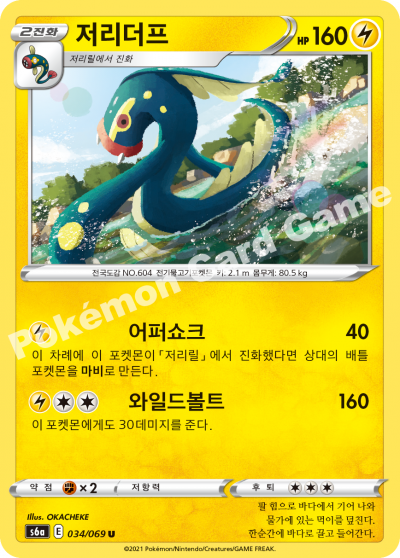 2진화
저리더프
HP 160
저리릴에서 진화
전국도감 NO.604 전기물고기포켓몬 키: 2.1 m 몸무게: 80.5 kg
Pokémon Card Game
어퍼쇼크 40
이 차례에 이 포켓몬이 「저리릴」에서 진화했다면 상대의 배틀
포켓몬을 마비로 만든다.
와일드볼트 160
이 포켓몬에게도 30데미지를 준다.
약점 ×2 저항력 후퇴
Illus. OKACHEKE
s6a E 034/069 U
팔 힘으로 바다에서 기어 나와
물가에 있는 먹이를 덮친다.
한순간에 바다로 끌고 들어간다.
©2021 Pokémon/Nintendo/Creatures/GAME FREAK.